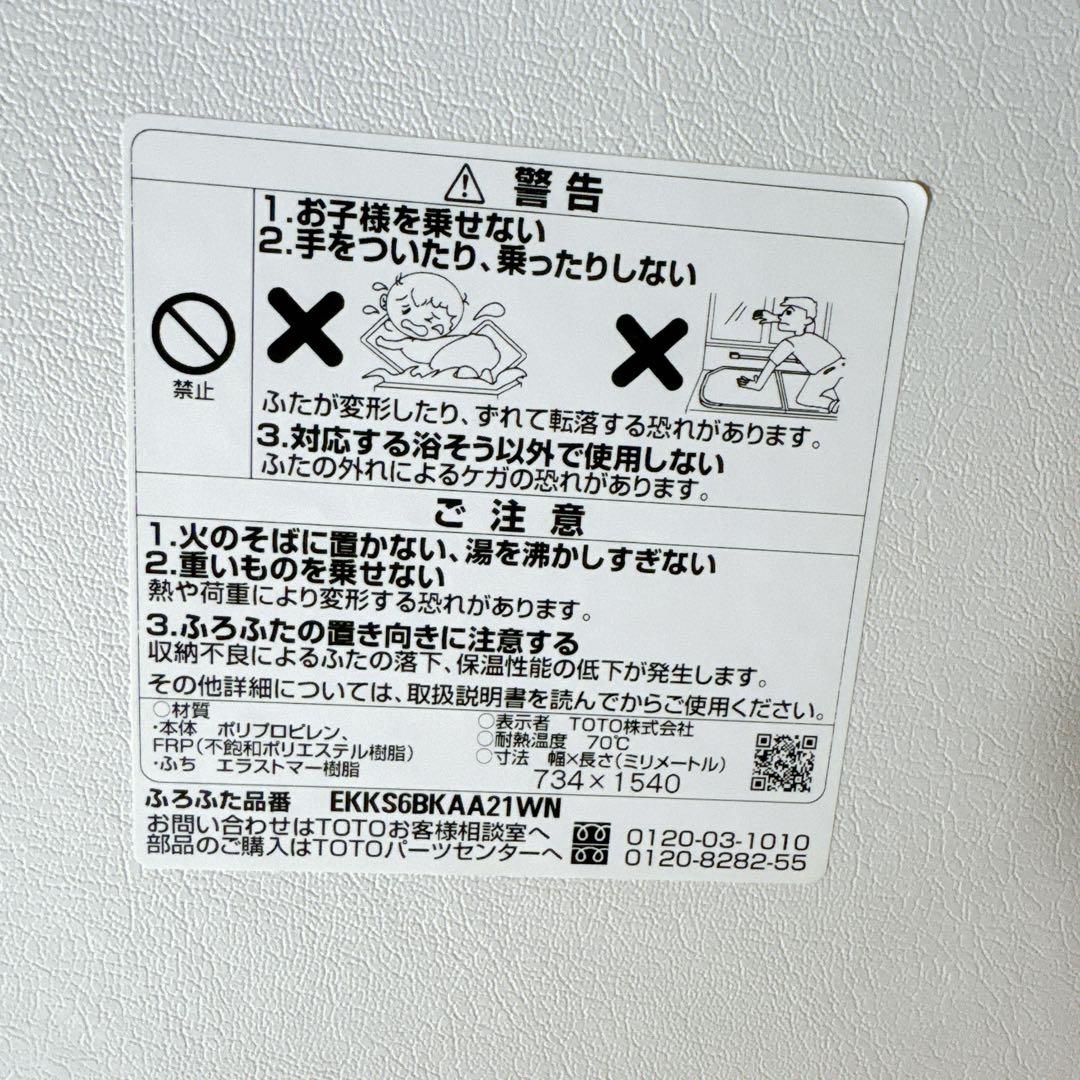 警告
1.お子様を乗せない
2.手をついたり、乗ったりしない
禁止
ふたが変形したり、ずれて転落する恐れがあります。
3.対応する浴そう以外で使用しない
ふたの外れによるケガの恐れがあります。
ご注意
1.火のそばに置かない、湯を沸かしすぎない
2.重いものを乗せない
熱や荷重により変形する恐れがあります。
3.ふろふたの置き向きに注意する
収納不良によるふたの落下、保温性能の低下が発生します。
その他詳細については、取扱説明書を読んでからご使用ください。
○材質
・本体 ポリプロピレン、
FRP(不飽和ポリエステル樹脂)
・ふち エラストマー樹脂
○表示者 TOTO株式会社
○耐熱温度 70℃
○寸法 幅×長さ(ミリメートル)
734×1540
ふろふた品番 EKKS6BKAA21WN
お問い合わせはTOTOお客様相談室へ 0120-03-1010
部品のご購入はTOTOパーツセンターへ 0120-8282-55